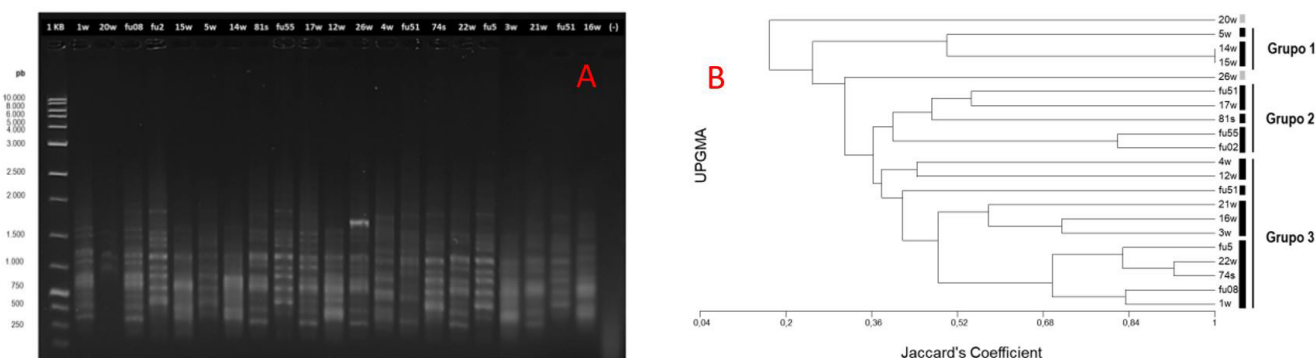 1 KB 1w 20w fu08 fu2 15w 5w 14w 81s fu55 17w 12w 26w 4w fu51 74s 22w fu5 3w 21w fu51 16w (-)
A
pb
10.000
8.000
6.000
5.000
4.000
3.000
2.500
2.000
1.500
1.000
750
500
250
B
UPGMA
20w
5w
14w
15w
Grupo 1
26w
fu51
17w
81s
fu55
fu02
Grupo 2
4w
12w
fu51
21w
16w
3w
fu5
22w
74s
fu08
1w
Grupo 3
0,04 0,2 0,36 0,52 0,68 0,84 1
Jaccard's Coefficient